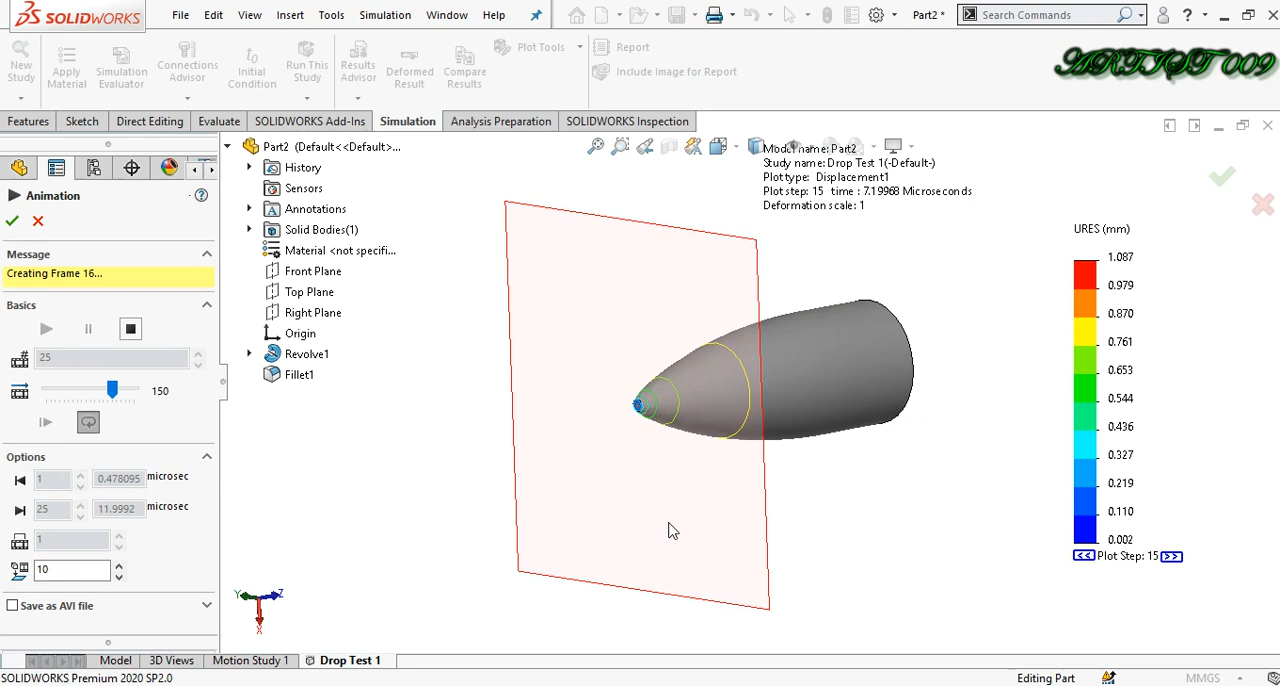 SOLIDWORKS File Edit View Insert Tools Simulation Window Help Part2 * Search Commands ?
New Study
Apply Material
Simulation Evaluator
Connections Advisor
Initial Condition
Run This Study
Results Advisor
Deformed Result
Compare Results
Plot Tools
Report
Include Image for Report
ARTIST 009
Features Sketch Direct Editing Evaluate SOLIDWORKS Add-Ins Simulation Analysis Preparation SOLIDWORKS Inspection
Animation
Message
Creating Frame 16...
Basics
25
150
Options
1 0.478095 microsec
25 11.9992 microsec
1
10
Save as AVI file
Part2 (Default<<Default>...
History
Sensors
Annotations
Solid Bodies(1)
Material <not specifi...
Front Plane
Top Plane
Right Plane
Origin
Revolve1
Fillet1
Model name: Part2
Study name: Drop Test 1(-Default-)
Plot type: Displacement1
Plot step: 15 time : 7.19968 Microseconds
Deformation scale: 1
URES (mm)
1.087
0.979
0.870
0.761
0.653
0.544
0.436
0.327
0.219
0.110
0.002
<< Plot Step: 15 >>
Y Z
X
Model 3D Views Motion Study 1 Drop Test 1
SOLIDWORKS Premium 2020 SP2.0 Editing Part MMGS